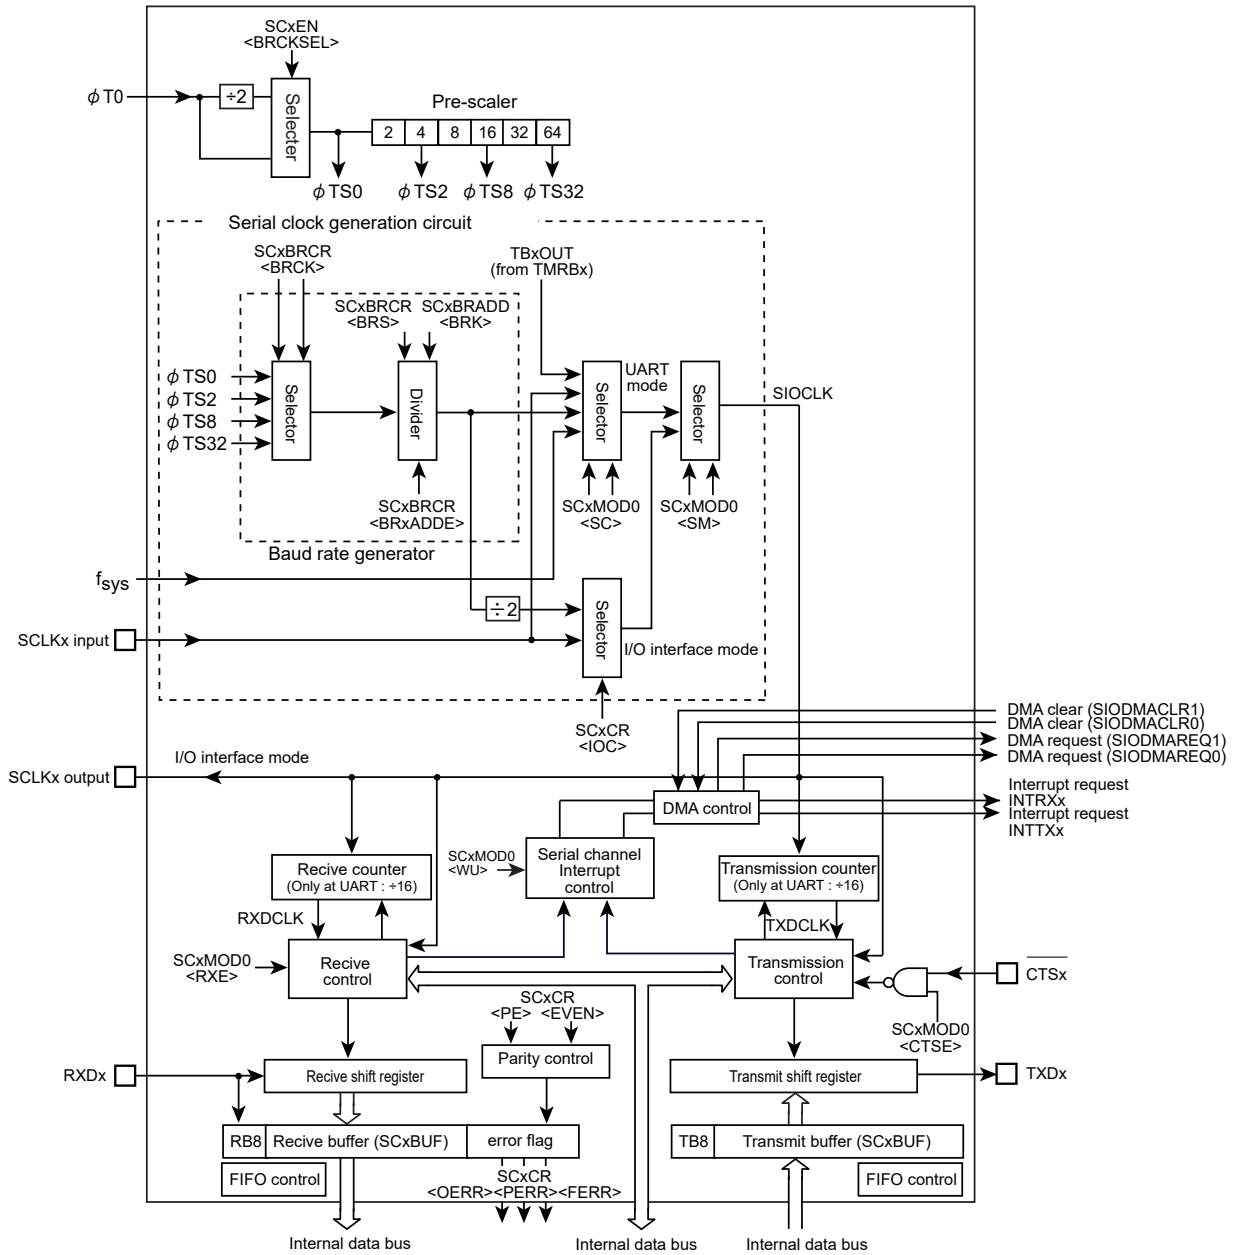 SCxEN
<BRCKSEL>
ϕT0
÷2
Selecter
Pre-scaler
2 4 8 16 32 64
ϕTS0 ϕTS2 ϕTS8 ϕTS32
Serial clock generation circuit
SCxBRCR
<BRCK>
TBxOUT
(from TMRBx)
SCxBRCR
<BRS>
SCxBRADD
<BRK>
ϕTS0
ϕTS2
ϕTS8
ϕTS32
Selector
Divider
Selector
UART
mode
Selector
SIOCLK
SCxBRCR
<BRxADDE>
SCxMOD0
<SC>
SCxMOD0
<SM>
Baud rate generator
fsys
÷2
Selector
SCLKx input
I/O interface mode
SCxCR
<IOC>
DMA clear (SIODMACLR1)
DMA clear (SIODMACLR0)
DMA request (SIODMAREQ1)
DMA request (SIODMAREQ0)
I/O interface mode
SCLKx output
Interrupt request
INTRXx
Interrupt request
INTTXx
DMA control
Recive counter
(Only at UART : ÷16)
SCxMOD0
<WU>
Serial channel
Interrupt
control
Transmission counter
(Only at UART : ÷16)
RXDCLK
TXDCLK
SCxMOD0
<RXE>
Recive
control
Transmission
control
CTSx
SCxMOD0
<CTSE>
SCxCR
<PE> <EVEN>
Parity control
RXDx
Recive shift register
Transmit shift register
TXDx
RB8 Recive buffer (SCxBUF) error flag
TB8 Transmit buffer (SCxBUF)
FIFO control
SCxCR
<OERR><PERR><FERR>
FIFO control
Internal data bus
Internal data bus
Internal data bus